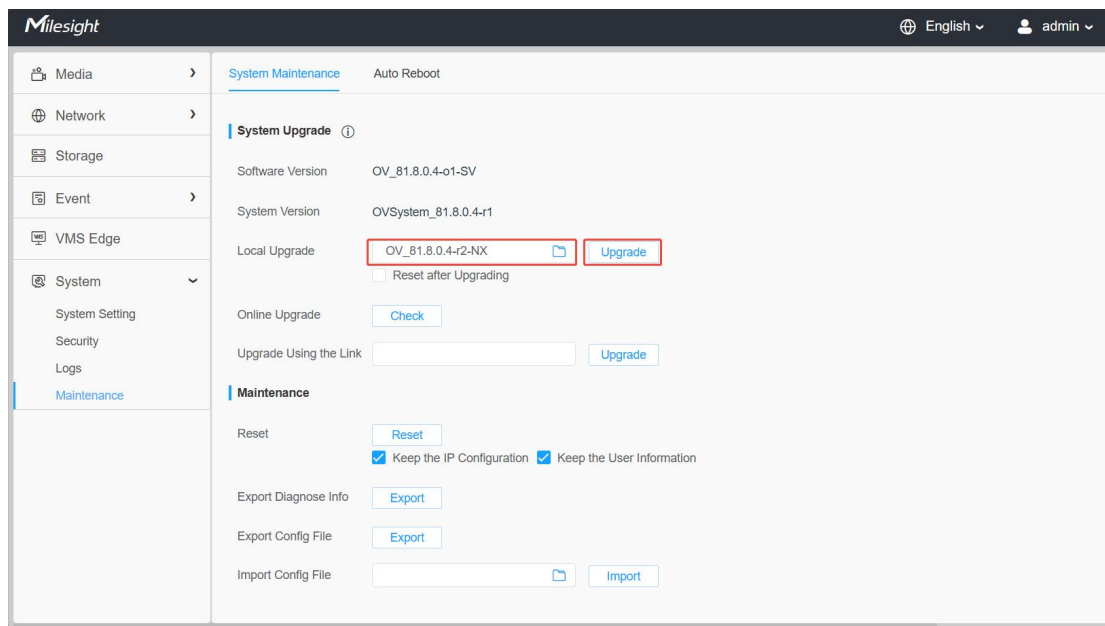 Milesight
English
admin
Media
Network
Storage
Event
VMS Edge
System
System Setting
Security
Logs
Maintenance
System Maintenance Auto Reboot
System Upgrade
Software Version OV_81.8.0.4-o1-SV
System Version OVSystem_81.8.0.4-r1
Local Upgrade OV_81.8.0.4-r2-NX Upgrade
Reset after Upgrading
Online Upgrade Check
Upgrade Using the Link Upgrade
Maintenance
Reset Reset
Keep the IP Configuration Keep the User Information
Export Diagnose Info Export
Export Config File Export
Import Config File Import